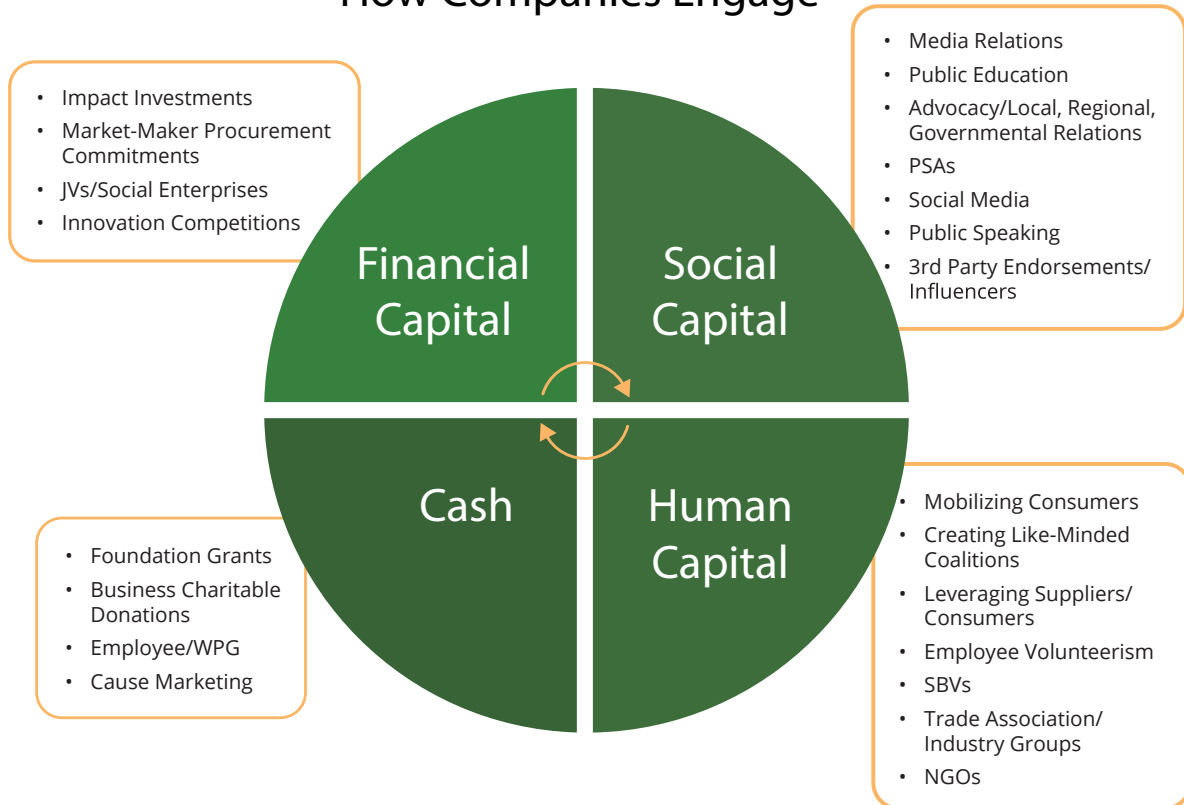 How Companies Engage
• Impact Investments
• Market-Maker Procurement
Commitments
• JVs/Social Enterprises
• Innovation Competitions
• Media Relations
• Public Education
• Advocacy/Local, Regional,
Governmental Relations
• PSAs
• Social Media
• Public Speaking
• 3rd Party Endorsements/
Influencers
Financial
Capital
Social
Capital
Cash
Human
Capital
• Foundation Grants
• Business Charitable
Donations
• Employee/WPG
• Cause Marketing
• Mobilizing Consumers
• Creating Like-Minded
Coalitions
• Leveraging Suppliers/
Consumers
• Employee Volunteerism
• SBVs
• Trade Association/
Industry Groups
• NGOs